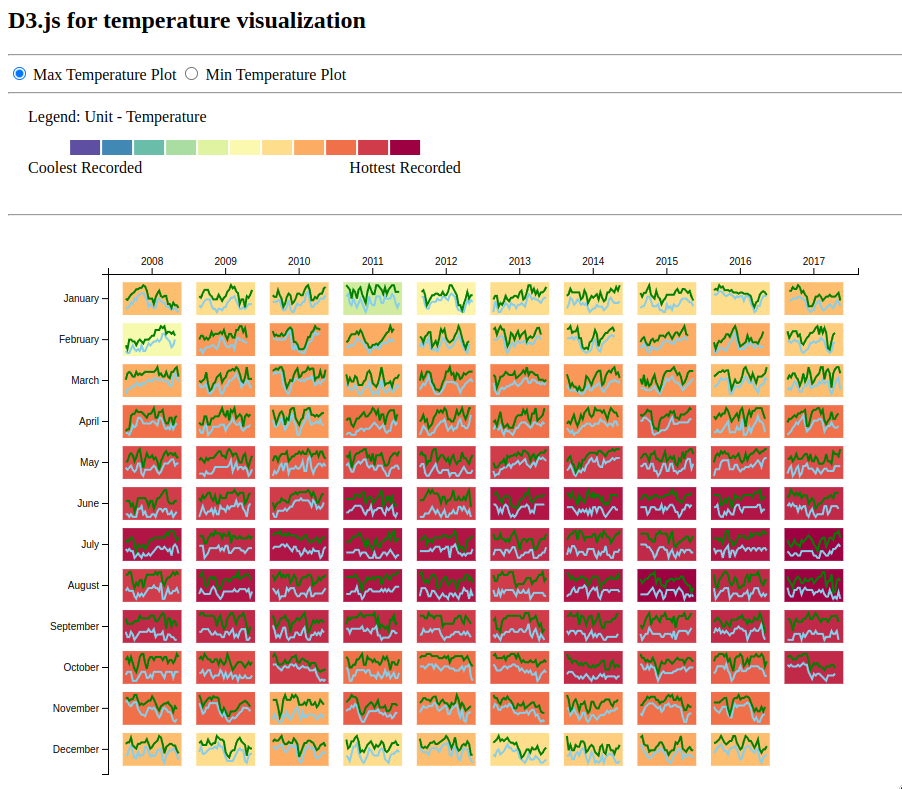 D3.js for temperature visualization
Max Temperature Plot Min Temperature Plot
Legend: Unit - Temperature
Coolest Recorded Hottest Recorded
2008 2009 2010 2011 2012 2013 2014 2015 2016 2017
January
February
March
April
May
June
July
August
September
October
November
December